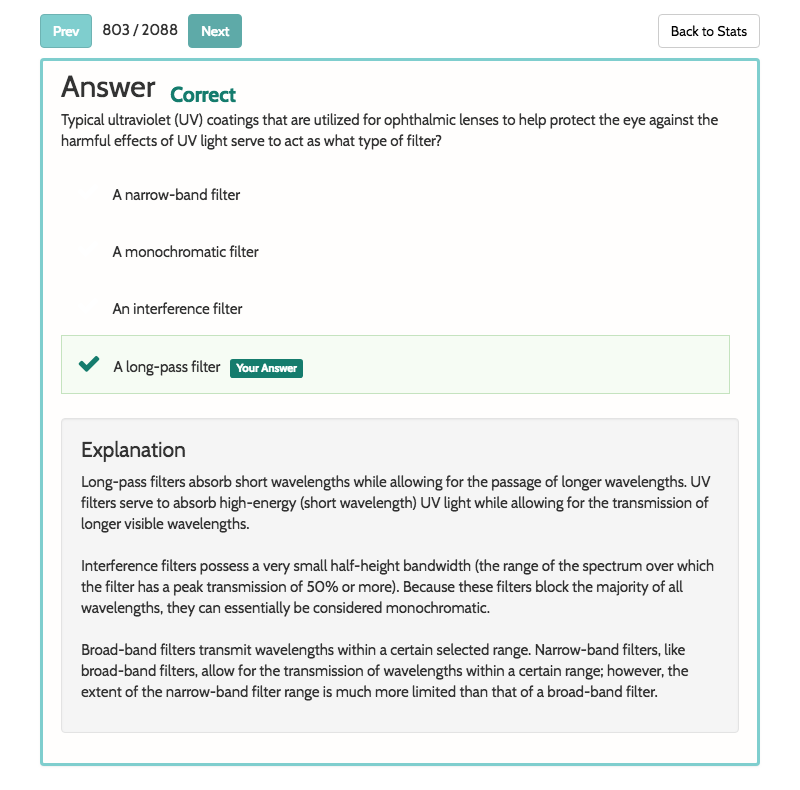 Prev 803 / 2088 Next Back to Stats
Answer Correct
Typical ultraviolet (UV) coatings that are utilized for ophthalmic lenses to help protect the eye against the
harmful effects of UV light serve to act as what type of filter?
A narrow-band filter
A monochromatic filter
An interference filter
A long-pass filter Your Answer
Explanation
Long-pass filters absorb short wavelengths while allowing for the passage of longer wavelengths. UV
filters serve to absorb high-energy (short wavelength) UV light while allowing for the transmission of
longer visible wavelengths.
Interference filters possess a very small half-height bandwidth (the range of the spectrum over which
the filter has a peak transmission of 50% or more). Because these filters block the majority of all
wavelengths, they can essentially be considered monochromatic.
Broad-band filters transmit wavelengths within a certain selected range. Narrow-band filters, like
broad-band filters, allow for the transmission of wavelengths within a certain range; however, the
extent of the narrow-band filter range is much more limited than that of a broad-band filter.